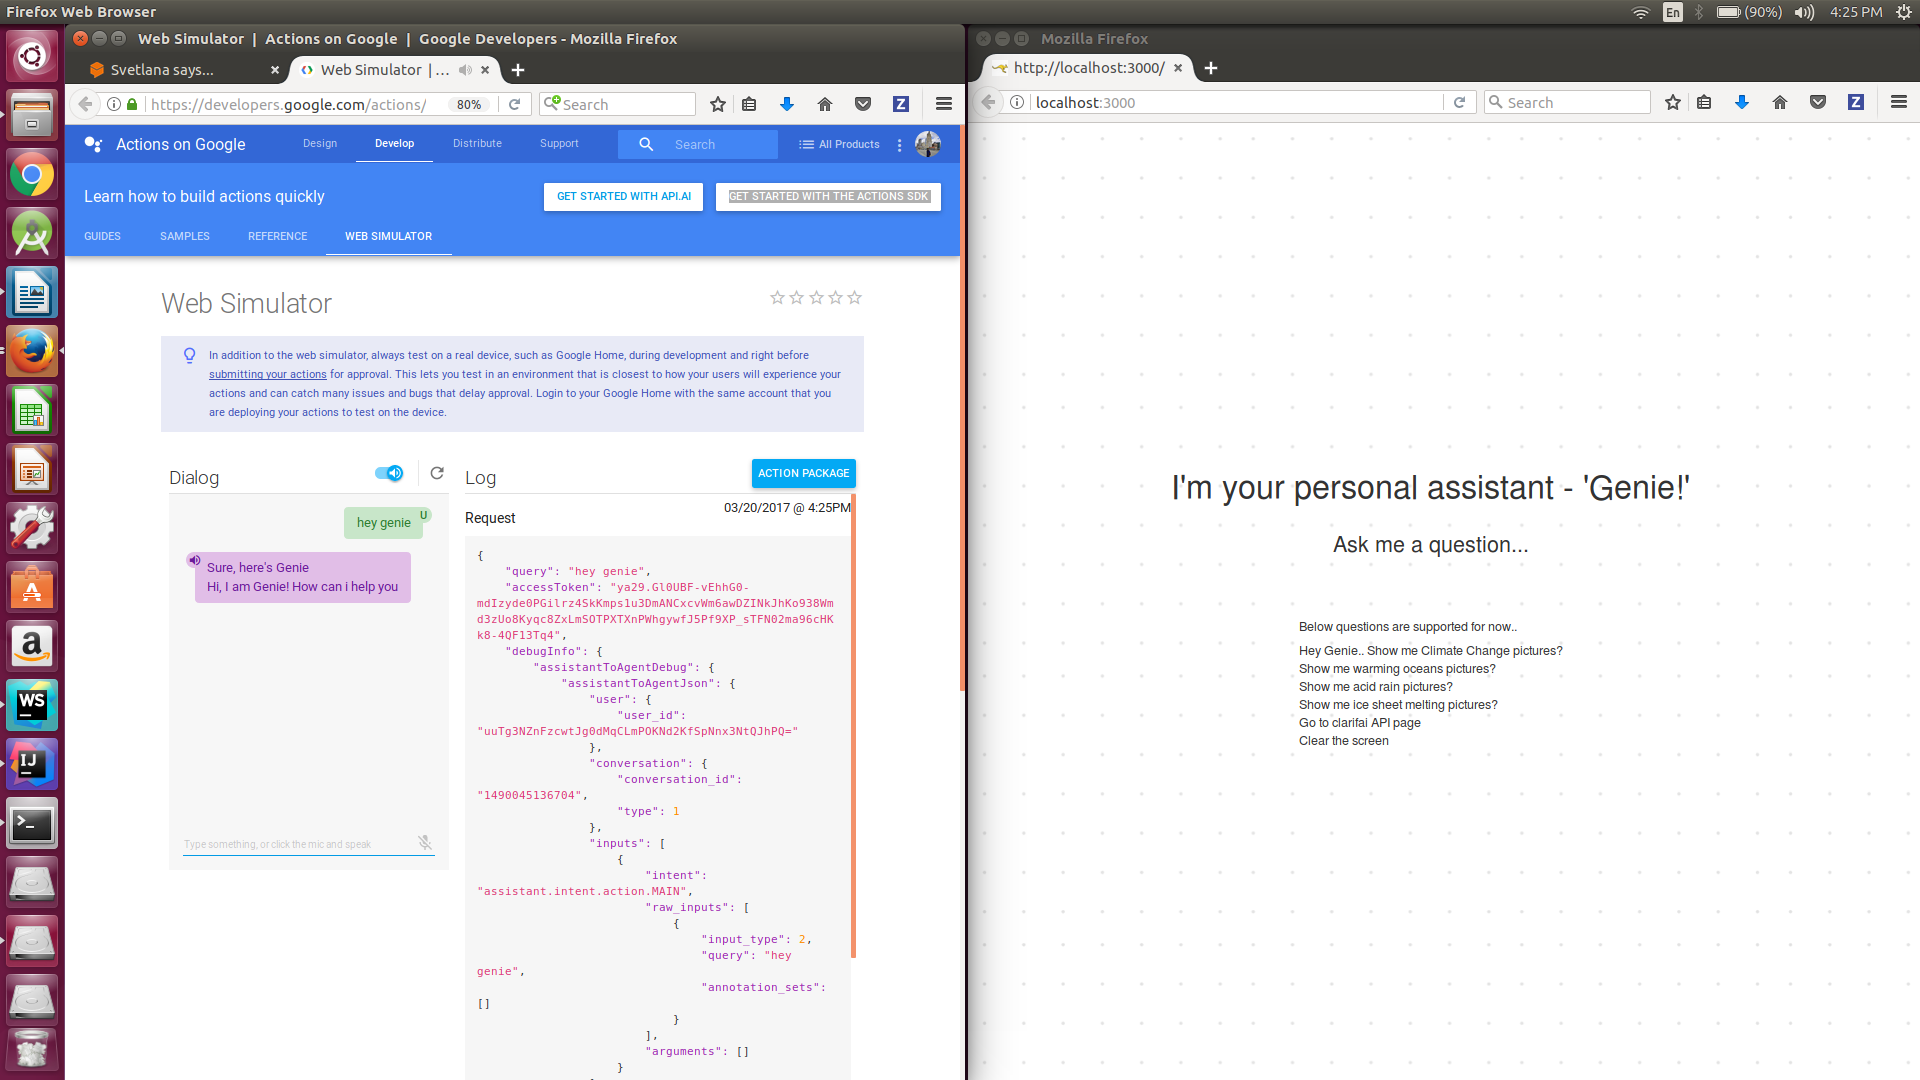 Firefox Web Browser
En
(90%)
4:25 PM
Web Simulator | Actions on Google | Google Developers - Mozilla Firefox
Svetlana says...
Web Simulator | ...
https://developers.google.com/actions/
80%
Search
Z
Actions on Google
Design
Develop
Distribute
Support
Search
All Products
Learn how to build actions quickly
GET STARTED WITH API.AI
GET STARTED WITH THE ACTIONS SDK
GUIDES
SAMPLES
REFERENCE
WEB SIMULATOR
Web Simulator
In addition to the web simulator, always test on a real device, such as Google Home, during development and right before
submitting your actions for approval. This lets you test in an environment that is closest to how your users will experience your
actions and can catch many issues and bugs that delay approval. Login to your Google Home with the same account that you
are deploying your actions to test on the device.
Dialog
hey genie
U
Sure, here's Genie
Hi, I am Genie! How can i help you
Type something, or click the mic and speak
Log
ACTION PACKAGE
03/20/2017 @ 4:25PM
Request
{
"query": "hey genie",
"accessToken": "ya29.Gl0UBF-vEhhG0-
mdIzyde0PGilrz4SkKmps1u3DmANCxcvWm6awDZINkJhKo938Wm
d3zUo8Kyqc8ZxLmSOTPXTXnPWhgywfJ5Pf9XP_sTFN02ma96cHK
k8-4QF13Tq4",
"debugInfo": {
"assistantToAgentDebug": {
"assistantToAgentJson": {
"user": {
"user_id":
"uuTg3NZnFzcwtJg0dMqCLmPOKNd2KfSpNnx3NtQJhPQ="
},
"conversation": {
"conversation_id":
"1490045136704",
"type": 1
},
"inputs": [
{
"intent":
"assistant.intent.action.MAIN",
"raw_inputs": [
{
"input_type": 2,
"query": "hey
genie",
"annotation_sets":
[]
}
],
"arguments": []
}
WS
IJ
Mozilla Firefox
http://localhost:3000/
localhost:3000
Search
Z
I'm your personal assistant - 'Genie!'
Ask me a question...
Below questions are supported for now..
Hey Genie.. Show me Climate Change pictures?
Show me warming oceans pictures?
Show me acid rain pictures?
Show me ice sheet melting pictures?
Go to clarifai API page
Clear the screen